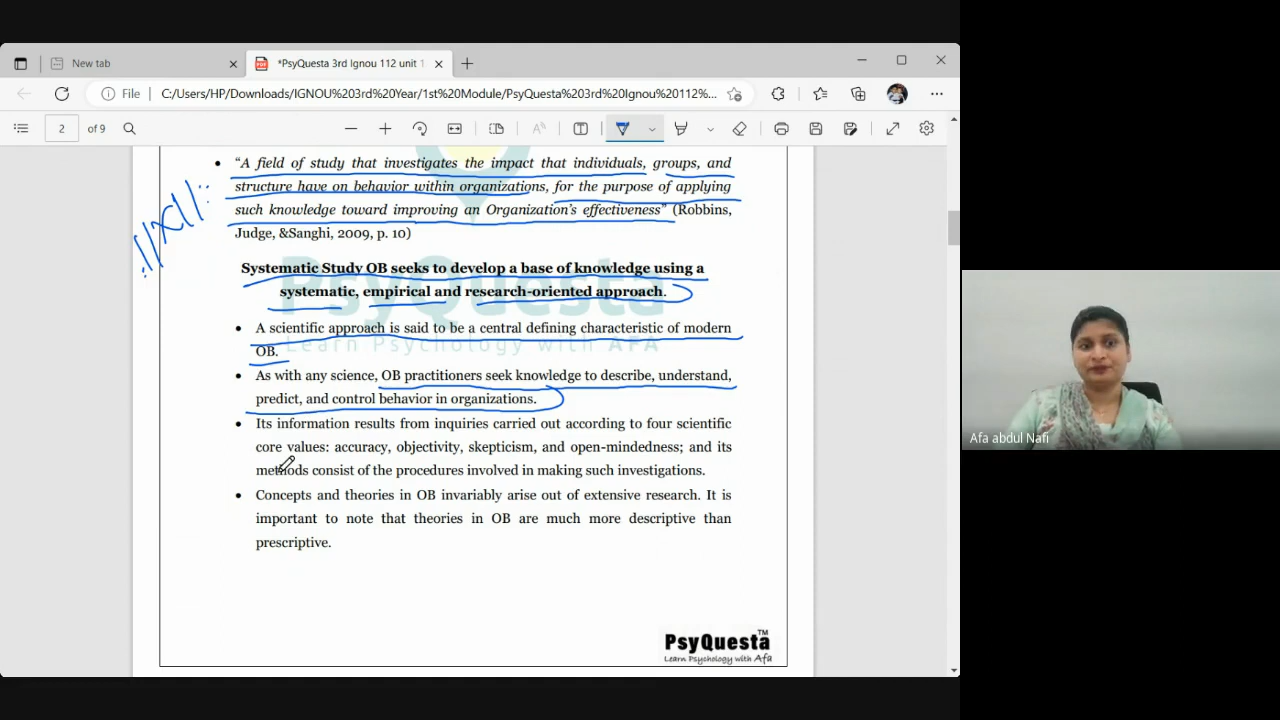 New tab
*PsyQuesta 3rd Ignou 112 unit 1
File
C:/Users/HP/Downloads/IGNOU%203rd%20Year/1st%20Module/PsyQuesta%203rd%20Ignou%20112%...
2 of 9
• “A field of study that investigates the impact that individuals, groups, and
structure have on behavior within organizations, for the purpose of applying
such knowledge toward improving an Organization's effectiveness” (Robbins,
Judge, &Sanghi, 2009, p. 10)
Systematic Study OB seeks to develop a base of knowledge using a
systematic, empirical and research-oriented approach.
PsyQuesta
• A scientific approach is said to be a central defining characteristic of modern
Learn Psychology with AFA
OB.
• As with any science, OB practitioners seek knowledge to describe, understand,
predict, and control behavior in organizations.
• Its information results from inquiries carried out according to four scientific
core values: accuracy, objectivity, skepticism, and open-mindedness; and its
methods consist of the procedures involved in making such investigations.
• Concepts and theories in OB invariably arise out of extensive research. It is
important to note that theories in OB are much more descriptive than
prescriptive.
PsyQuesta™
Learn Psychology with Afa
Afa abdul Nafi